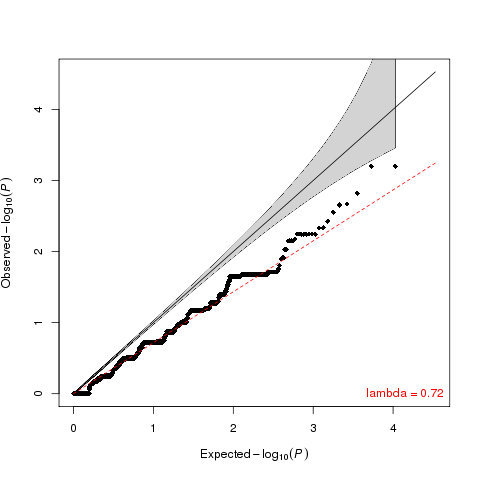 4
3
2
1
0
Observed − log₁₀(P)
lambda = 0.72
0 1 2 3 4
Expected − log₁₀(P)